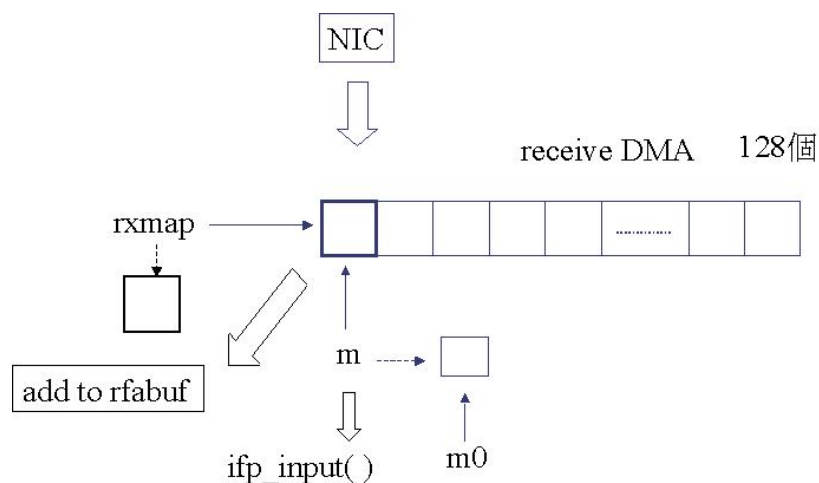 NIC
receive DMA 128個
rxmap
.............
m
add to rfabuf
ifp_input( )
m0